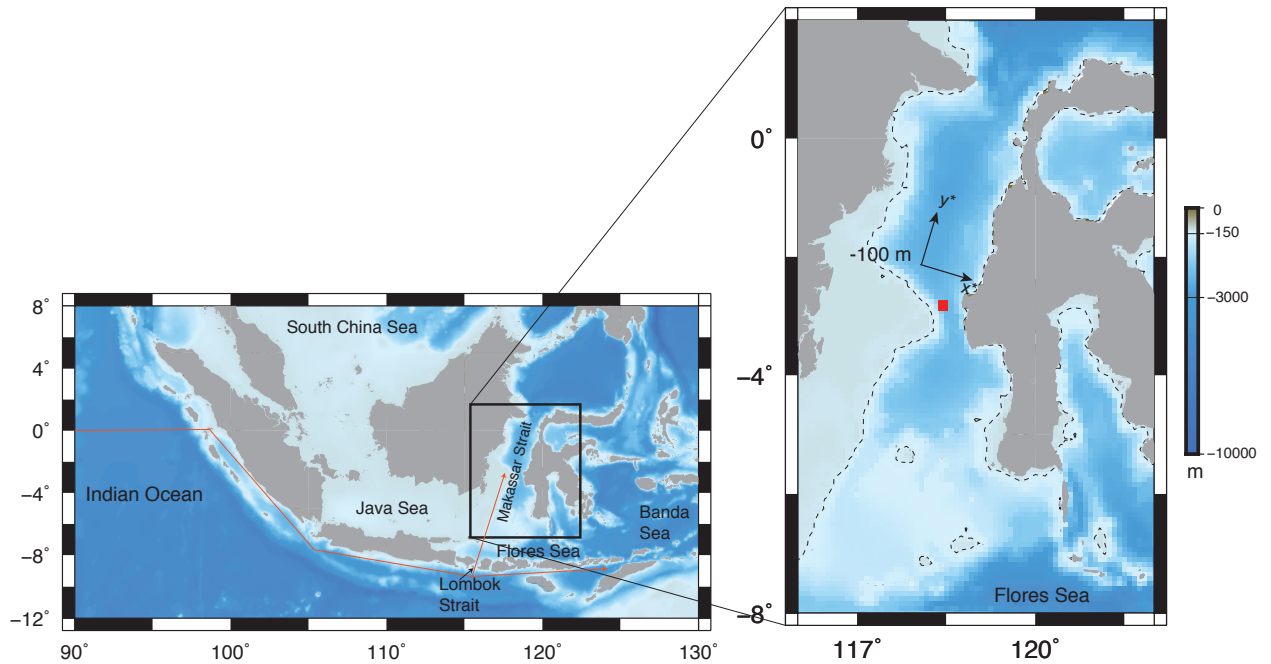 8˚
4˚
0˚
−4˚
−8˚
−12˚
90˚
100˚
110˚
120˚
130˚
South China Sea
Indian Ocean
Java Sea
Makassar Strait
Banda
Sea
Flores Sea
Lombok
Strait
0˚
−4˚
−8˚
117˚
120˚
y*
-100 m
x*
Flores Sea
0
−150
−3000
−10000
m